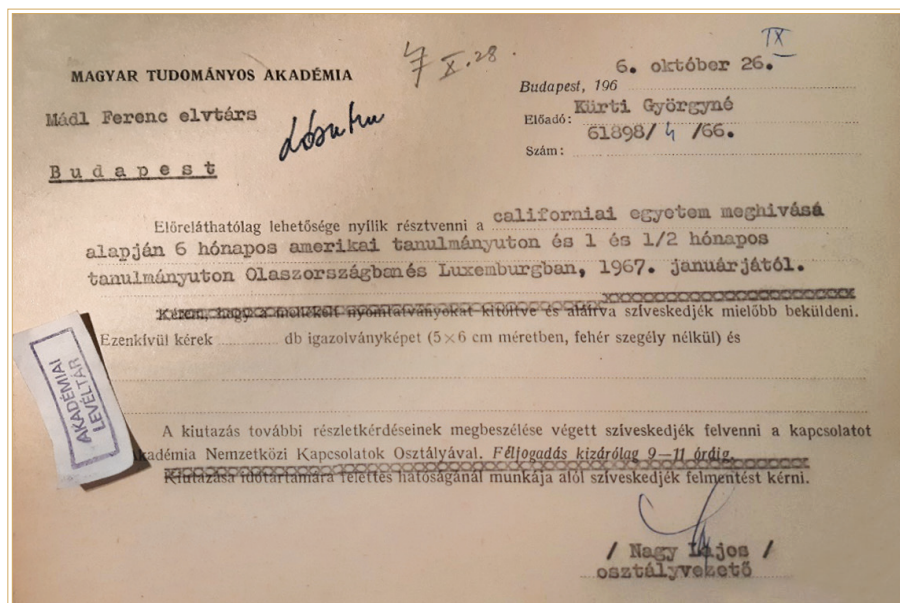 IX
7 X.28.
6. október 26.
MAGYAR TUDOMÁNYOS AKADÉMIA
Budapest, 196
Mádl Ferenc elvtárs
Előadó: Kürti Györgyné
Szám: 61898/ 4 /66.
Budapest
Előreláthatólag lehetősége nyílik résztvenni a californiai egyetem meghivásá
alapján 6 hónapos amerikai tanulmányuton és 1 és 1/2 hónapos
tanulmányuton Olaszországbanés Luxemburgban, 1967. januárjától.
Kérem, hogy a mellékelt nyomtatványokat kitöltve és aláírva szíveskedjék mielőbb beküldeni.
Ezenkívül kérek db igazolványképet (5×6 cm méretben, fehér szegély nélkül) és
A kiutazás további részletkérdéseinek megbeszélése végett szíveskedjék felvenni a kapcsolatot
kadémia Nemzetközi Kapcsolatok Osztályával. Félfogadás kizárólag 9—11 óráig.
Kiutazása időtartamára felettes hatóságánál munkája alól szíveskedjék felmentést kérni.
AKADÉMIAI
LEVÉLTÁR
/ Nagy Lajos /
osztályvezető